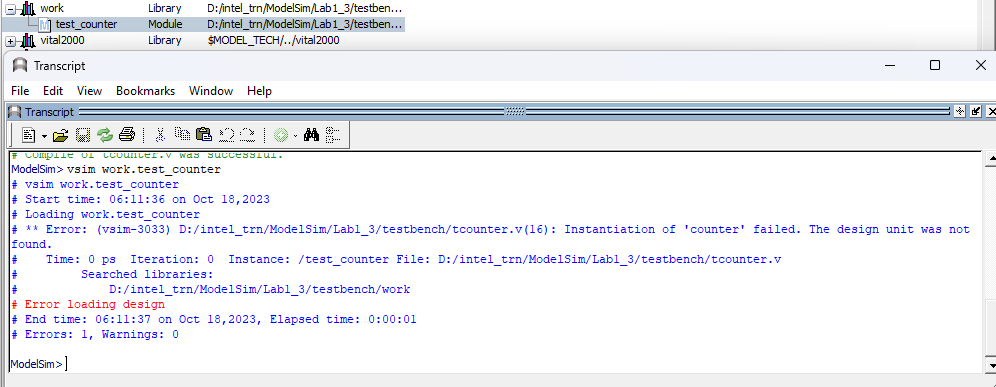 work Library D:/intel_trn/ModelSim/Lab1_3/testben...
test_counter Module D:/intel_trn/ModelSim/Lab1_3/testben...
vital2000 Library $MODEL_TECH/../vital2000
Transcript
File Edit View Bookmarks Window Help
Transcript
# Compile of tcounter.v was successful.
ModelSim> vsim work.test_counter
# vsim work.test_counter
# Start time: 06:11:36 on Oct 18,2023
# Loading work.test_counter
# ** Error: (vsim-3033) D:/intel_trn/ModelSim/Lab1_3/testbench/tcounter.v(16): Instantiation of 'counter' failed. The design unit was not
found.
#    Time: 0 ps  Iteration: 0  Instance: /test_counter File: D:/intel_trn/ModelSim/Lab1_3/testbench/tcounter.v
#         Searched libraries:
#             D:/intel_trn/ModelSim/Lab1_3/testbench/work
# Error loading design
# End time: 06:11:37 on Oct 18,2023, Elapsed time: 0:00:01
# Errors: 1, Warnings: 0
ModelSim>